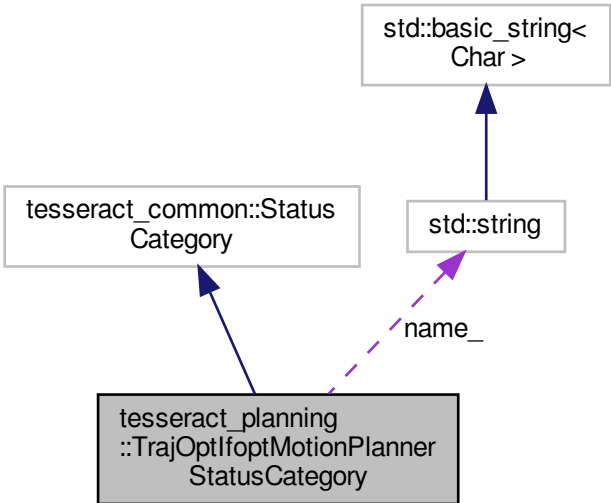 std::basic_string<
Char >
tesseract_common::Status
Category
std::string
name_
tesseract_planning
::TrajOptIfoptMotionPlanner
StatusCategory